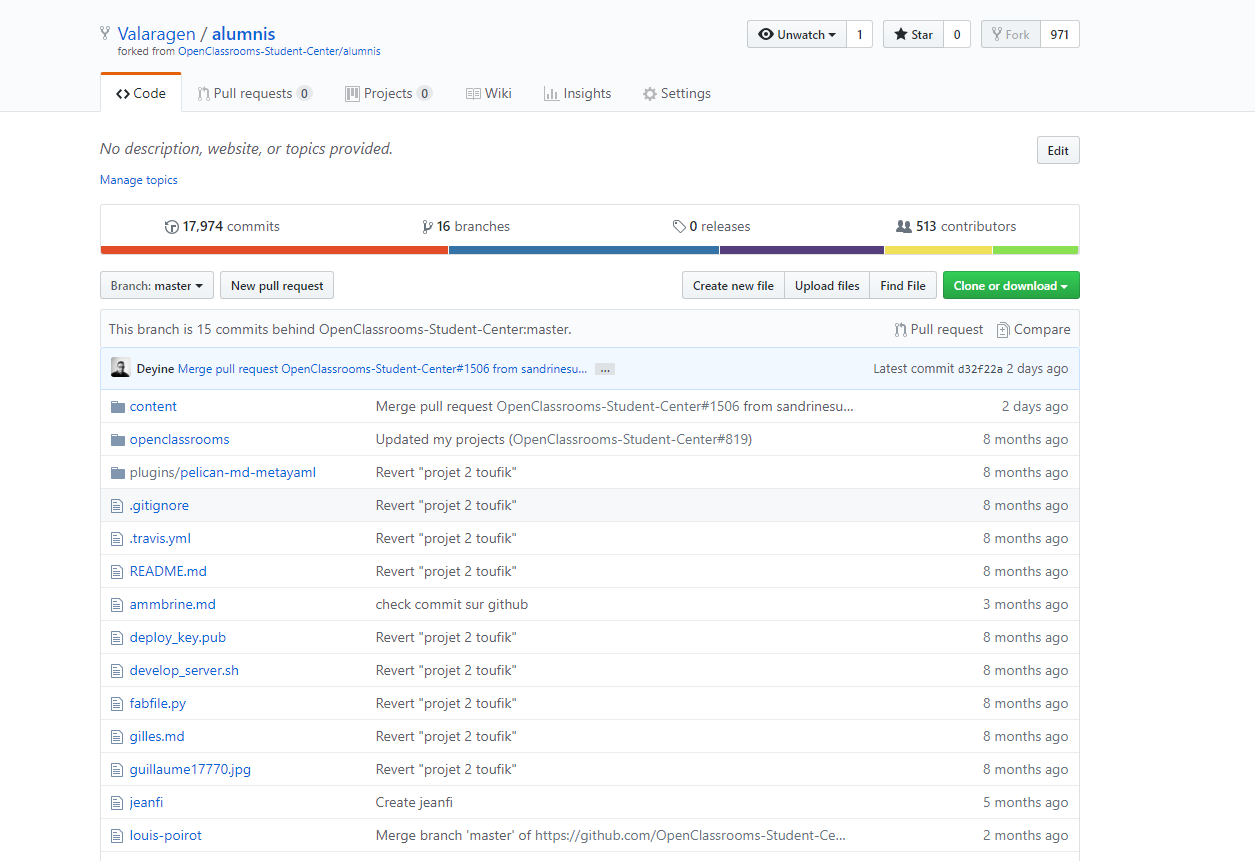 Valaragen / alumnis
forked from OpenClassrooms-Student-Center/alumnis
Unwatch 1 Star 0 Fork 971
Code Pull requests 0 Projects 0 Wiki Insights Settings
No description, website, or topics provided. Edit
Manage topics
17,974 commits 16 branches 0 releases 513 contributors
Branch: master New pull request Create new file Upload files Find File Clone or download
This branch is 15 commits behind OpenClassrooms-Student-Center:master. Pull request Compare
Deyine Merge pull request OpenClassrooms-Student-Center#1506 from sandrinesu... ... Latest commit d32f22a 2 days ago
content Merge pull request OpenClassrooms-Student-Center#1506 from sandrinesu... 2 days ago
openclassrooms Updated my projects (OpenClassrooms-Student-Center#819) 8 months ago
plugins/pelican-md-metayaml Revert "projet 2 toufik" 8 months ago
.gitignore Revert "projet 2 toufik" 8 months ago
.travis.yml Revert "projet 2 toufik" 8 months ago
README.md Revert "projet 2 toufik" 8 months ago
ammbrine.md check commit sur github 3 months ago
deploy_key.pub Revert "projet 2 toufik" 8 months ago
develop_server.sh Revert "projet 2 toufik" 8 months ago
fabfile.py Revert "projet 2 toufik" 8 months ago
gilles.md Revert "projet 2 toufik" 8 months ago
guillaume17770.jpg Revert "projet 2 toufik" 8 months ago
jeanfi Create jeanfi 5 months ago
louis-poirot Merge branch 'master' of https://github.com/OpenClassrooms-Student-Ce... 2 months ago